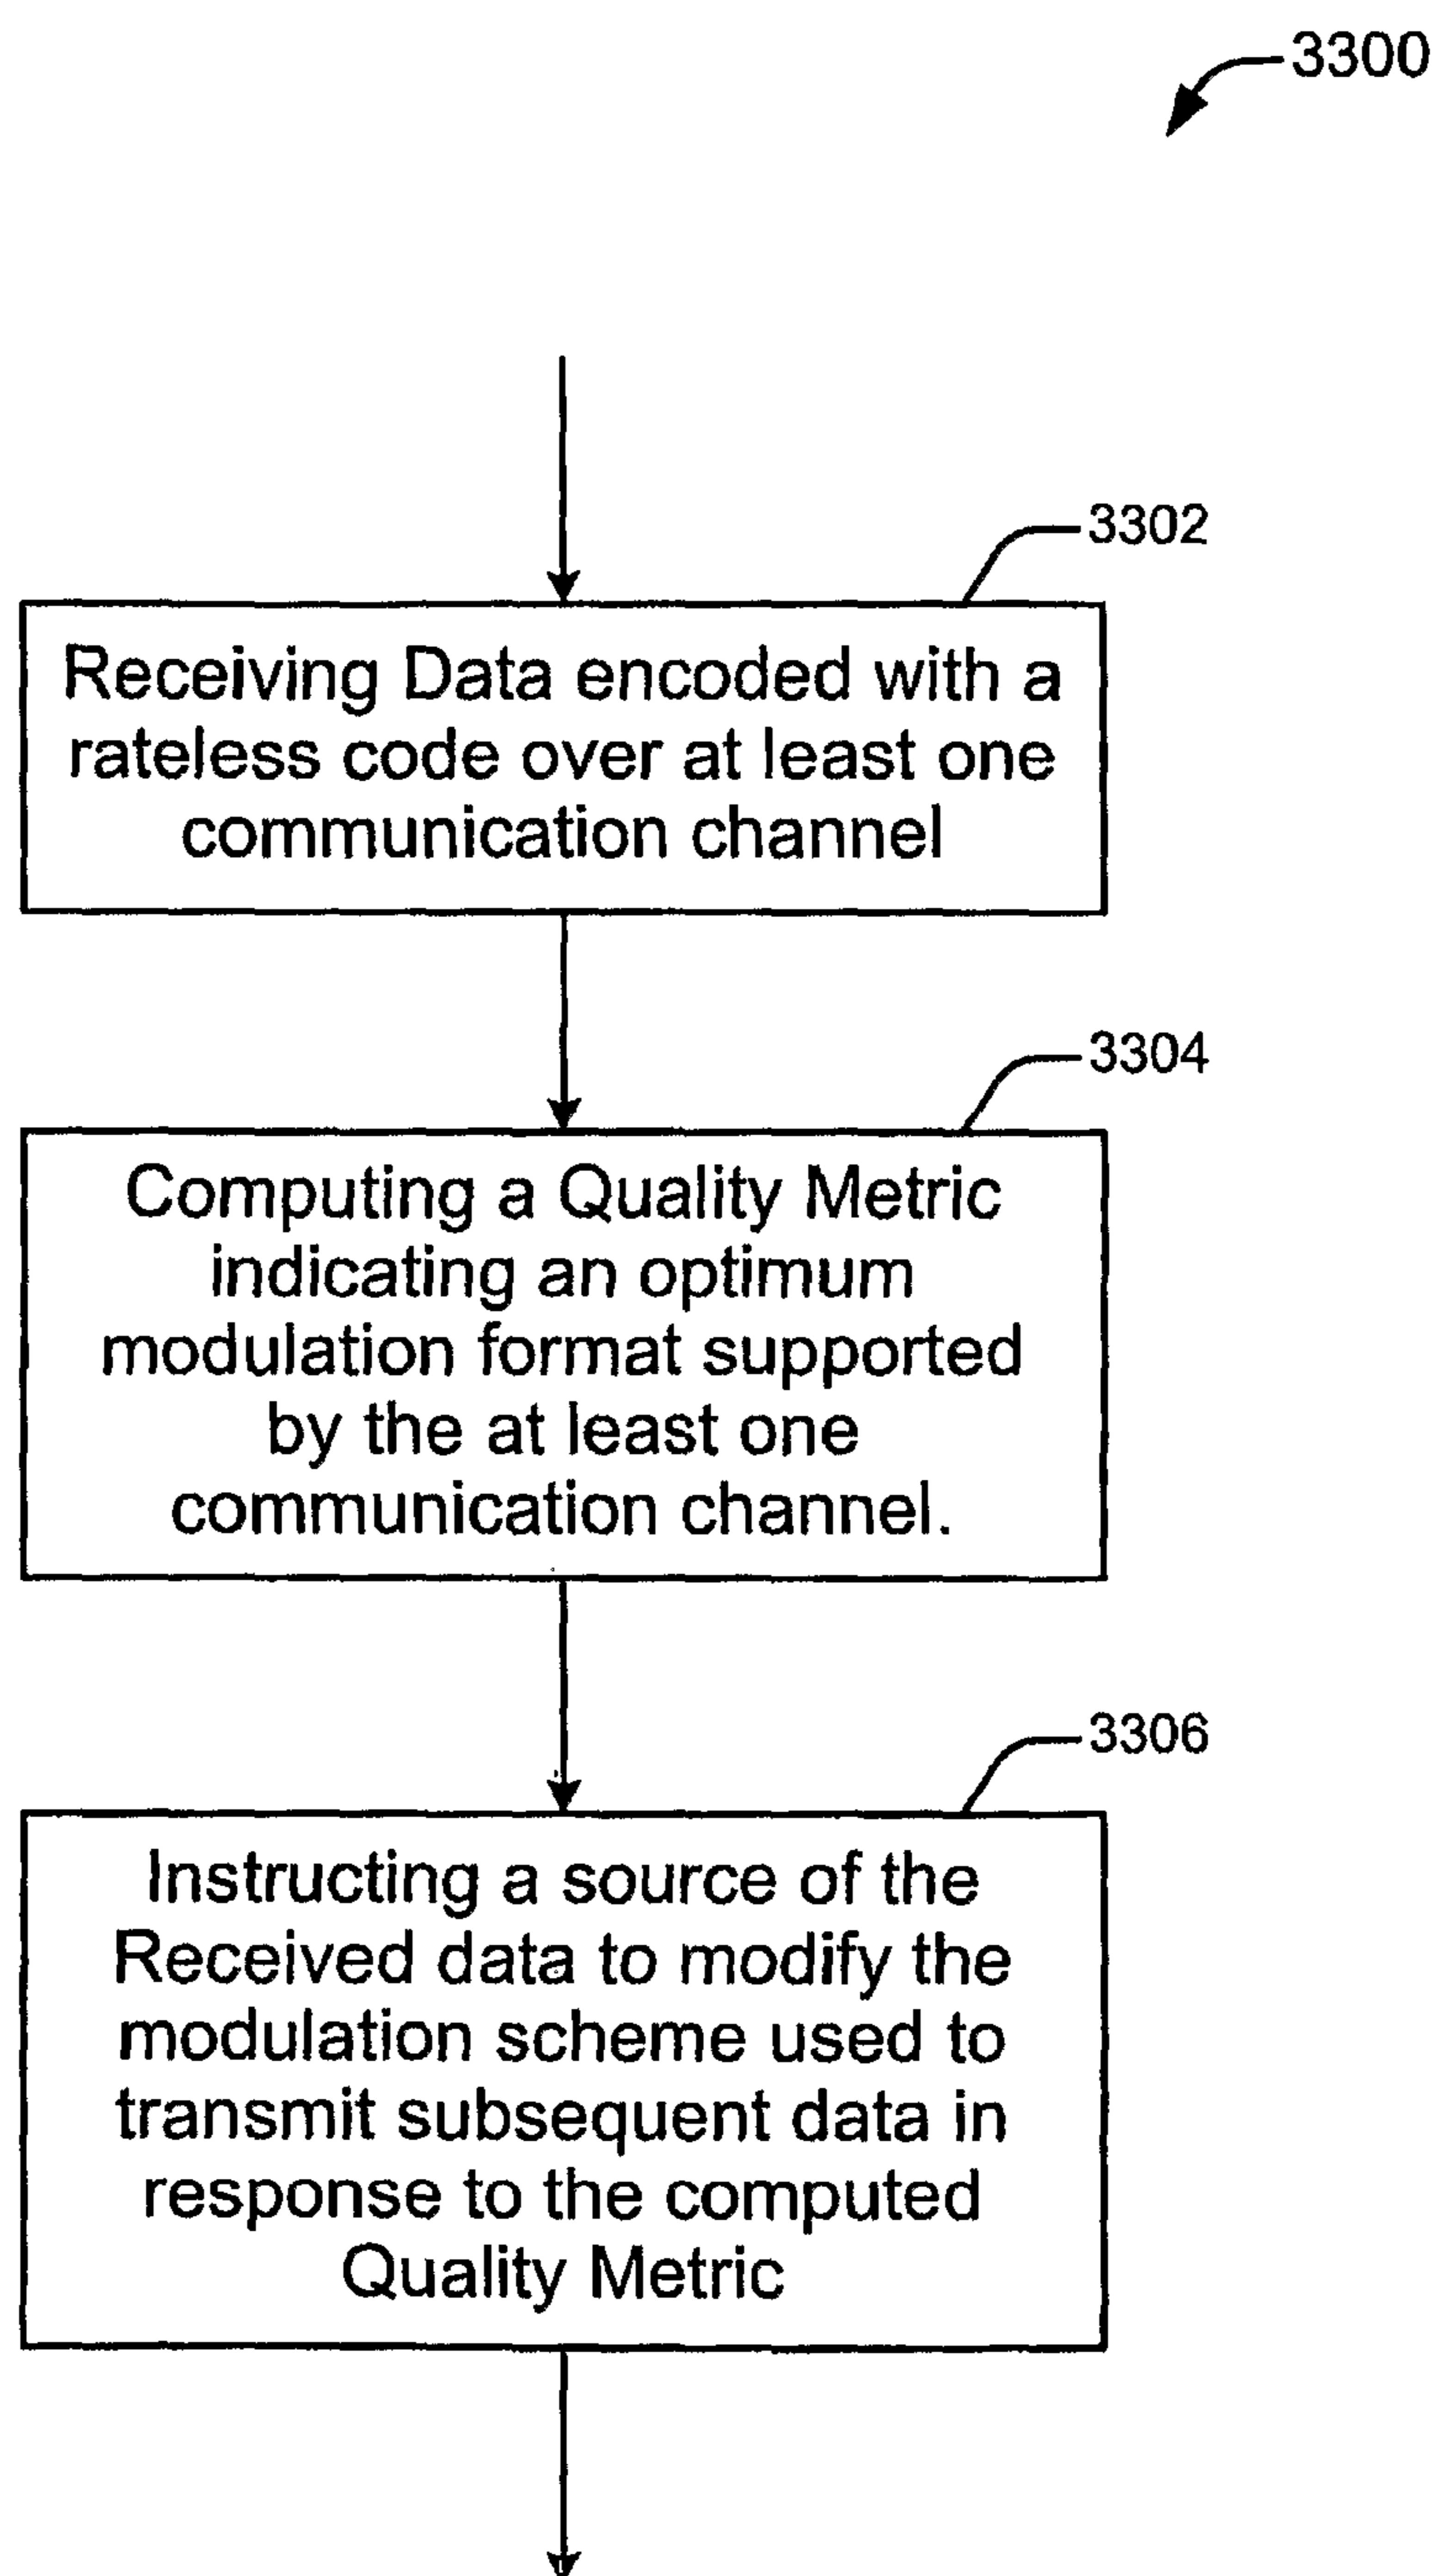 3300
3302
Receiving Data encoded with a
rateless code over at least one
communication channel
3304
Computing a Quality Metric
indicating an optimum
modulation format supported
by the at least one
communication channel.
3306
Instructing a source of the
Received data to modify the
modulation scheme used to
transmit subsequent data in
response to the computed
Quality Metric